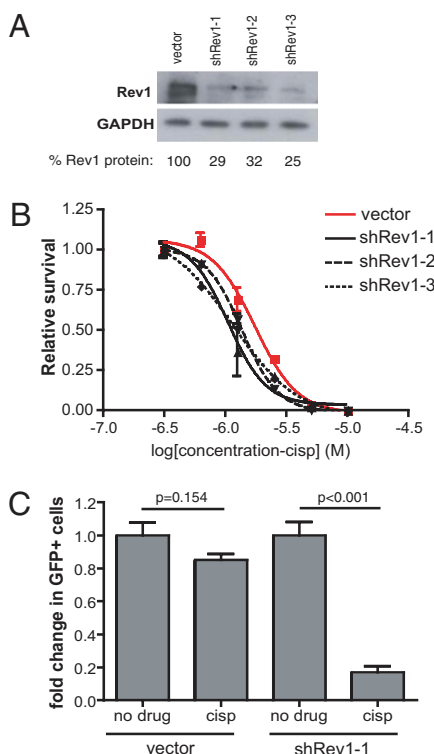 A
vector
shRev1-1
shRev1-2
shRev1-3
Rev1
GAPDH
% Rev1 protein: 100 29 32 25
B
Relative survival
1.25
1.00
0.75
0.50
0.25
0.00
-7.0 -6.5 -6.0 -5.5 -5.0 -4.5
log[concentration-cisp] (M)
vector
shRev1-1
shRev1-2
shRev1-3
C
fold change in GFP+ cells
1.2
1.0
0.8
0.6
0.4
0.2
0.0
p=0.154
p<0.001
no drug cisp no drug cisp
vector shRev1-1